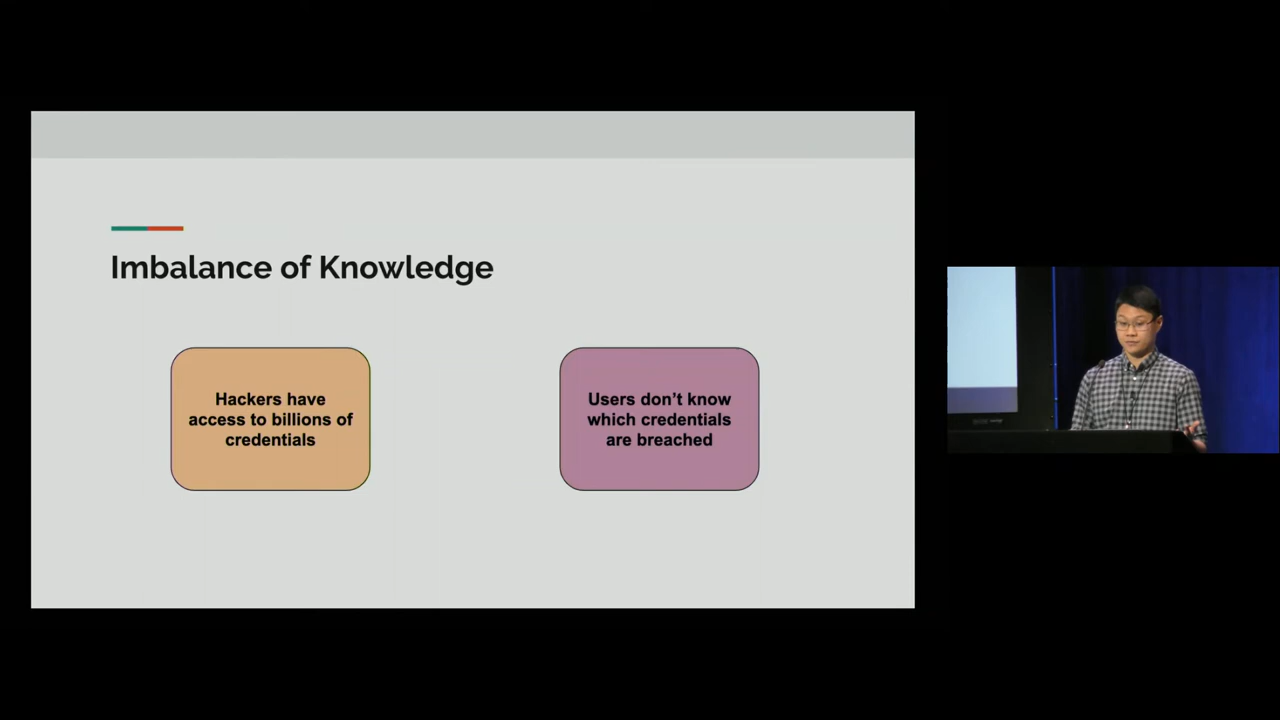 Imbalance of Knowledge
Hackers have
access to billions of
credentials
Users don’t know
which credentials
are breached